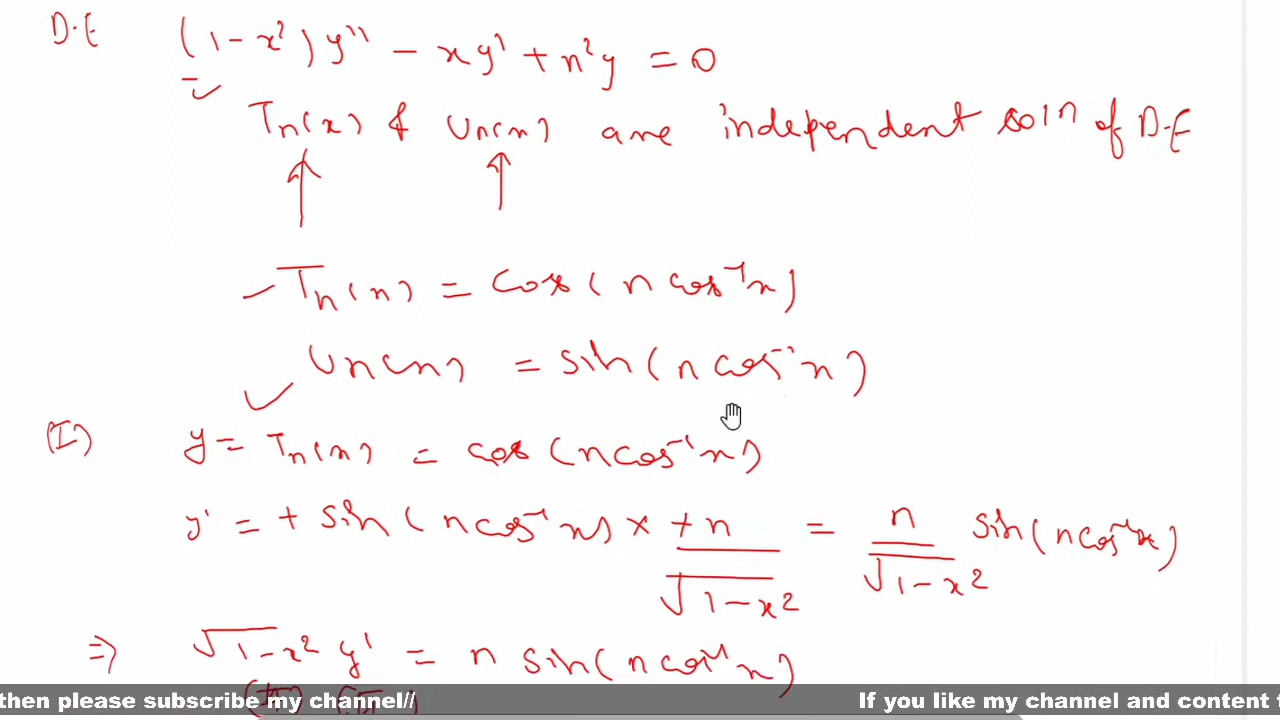 D.E (1-x²)y'' - xy' + n²y = 0
Tn(x) & Un(x) are independent soln of D.E
Tn(x) = cos(n cos⁻¹x)
Un(x) = sin(n cos⁻¹x)
(I) y = Tn(x) = cos(n cos⁻¹x)
y' = + sin(n cos⁻¹x) × +n/√1-x² = n/√1-x² sin(n cos⁻¹x)
⇒ √1-x² y' = n sin(n cos⁻¹x)
then please subscribe my channel// If you like my channel and content t